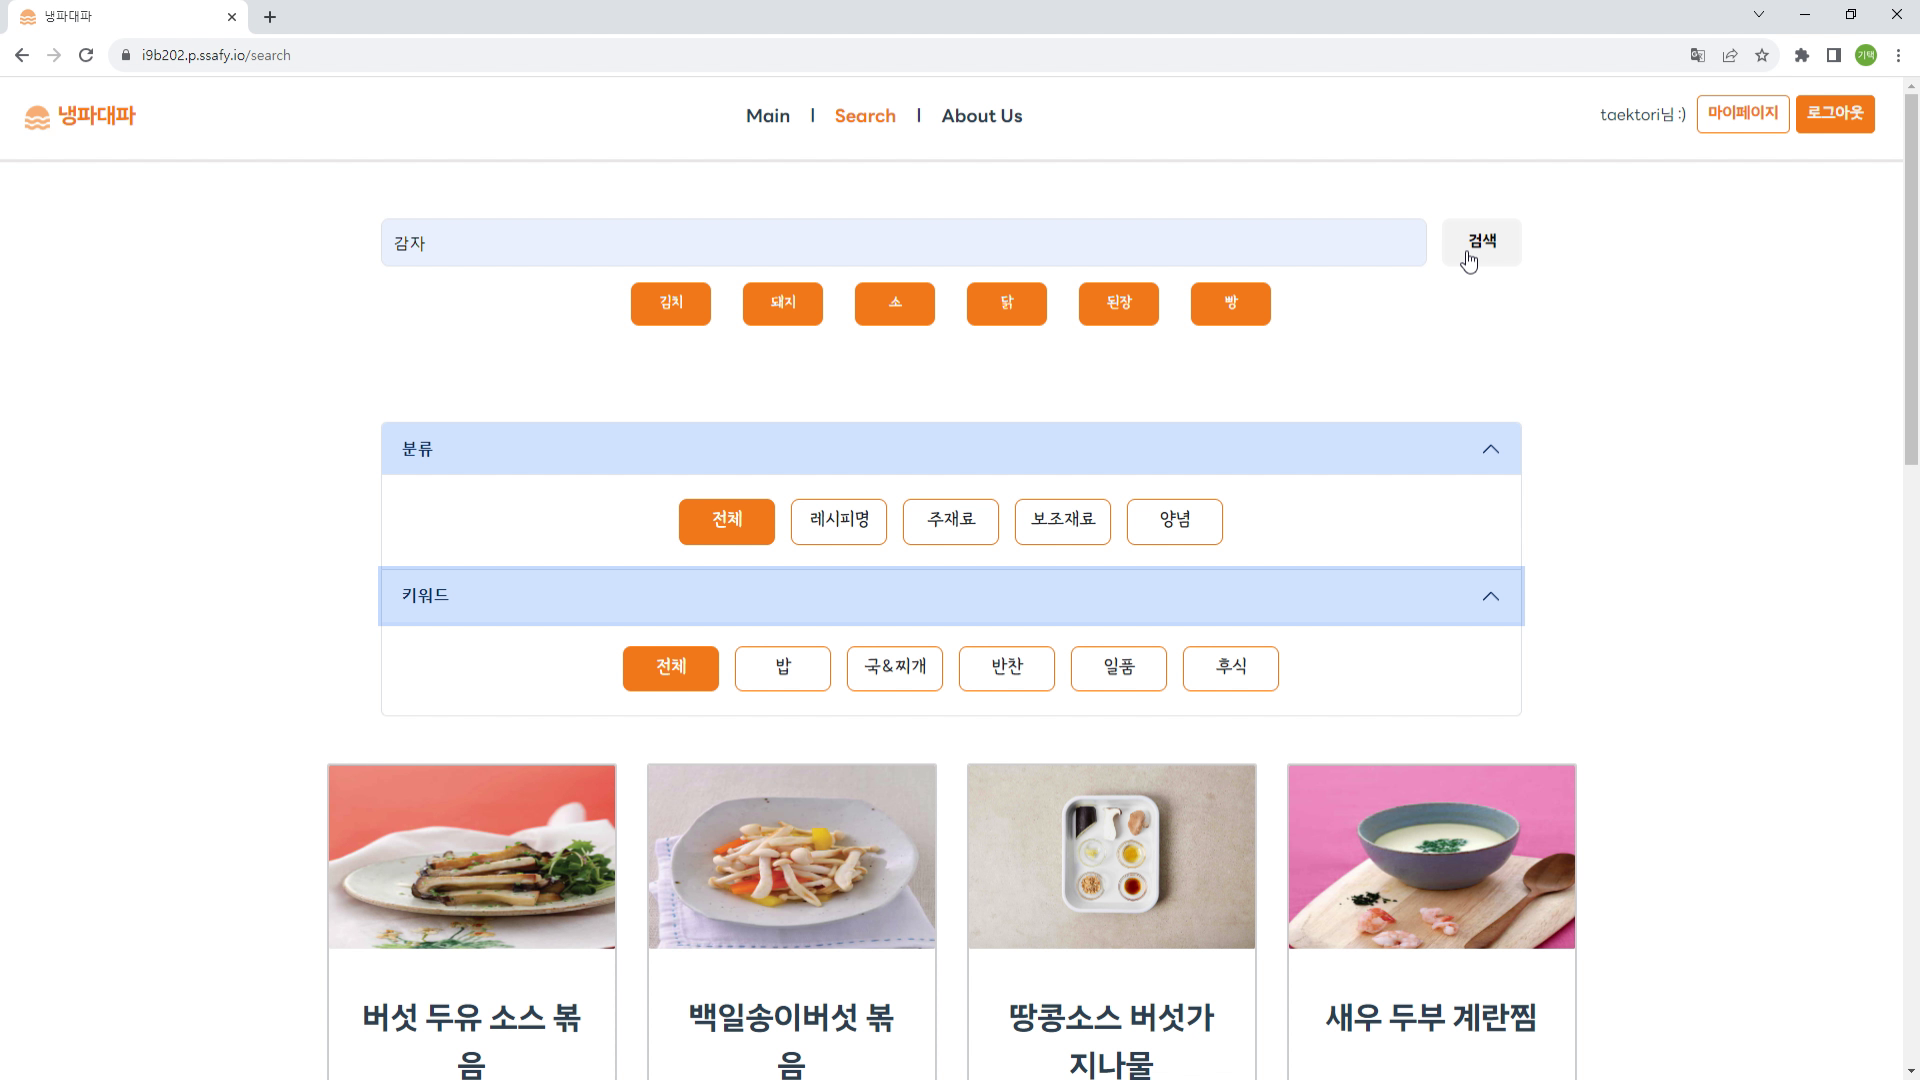 냉파대파
i9b202.p.ssafy.io/search
기택
냉파대파
Main | Search | About Us
taektori님 :)
마이페이지
로그아웃
감자
검색
김치 돼지 소 닭 된장 빵
분류
전체 레시피명 주재료 보조재료 양념
키워드
전체 밥 국&찌개 반찬 일품 후식
버섯 두유 소스 볶
음
백일송이버섯 볶
음
땅콩소스 버섯가
지나물
새우 두부 계란찜